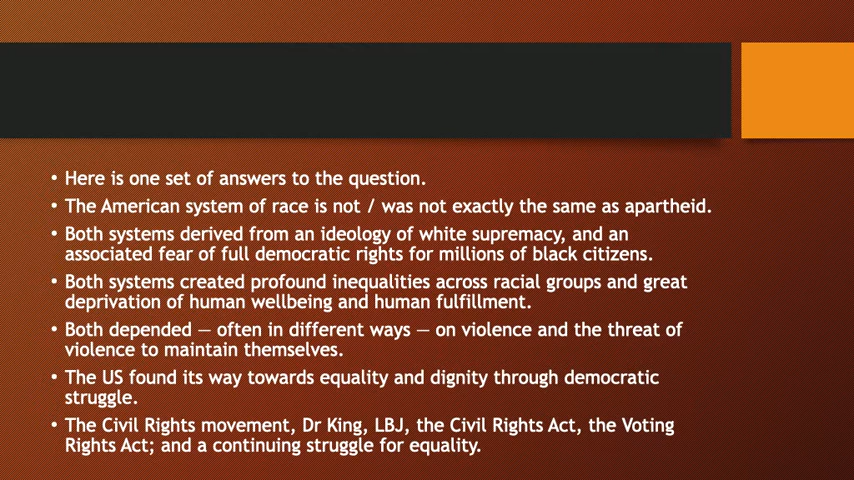 • Here is one set of answers to the question.
• The American system of race is not / was not exactly the same as apartheid.
• Both systems derived from an ideology of white supremacy, and an
associated fear of full democratic rights for millions of black citizens.
• Both systems created profound inequalities across racial groups and great
deprivation of human wellbeing and human fulfillment.
• Both depended — often in different ways — on violence and the threat of
violence to maintain themselves.
• The US found its way towards equality and dignity through democratic
struggle.
• The Civil Rights movement, Dr King, LBJ, the Civil Rights Act, the Voting
Rights Act; and a continuing struggle for equality.